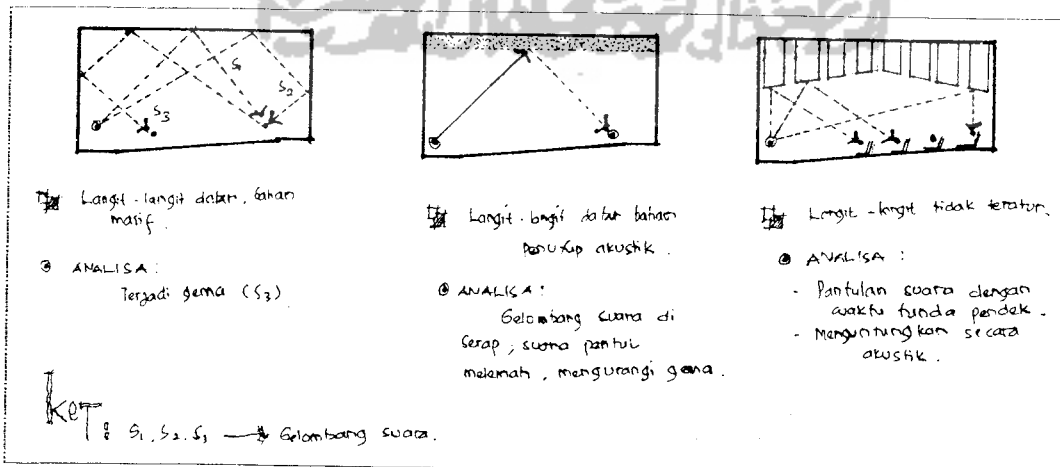 S1
S2
S3
Langit-langit datar, bahan
masif.
ANALISA:
Terjadi gema (S3)
Langit-langit datar bahan
penutup akustik.
ANALISA:
Gelombang suara di
serap, suara pantul
melemah, mengurangi gema.
Langit-langit tidak teratur.
ANALISA:
- Pantulan suara dengan
waktu tunda pendek.
- Menguntungkan secara
akustik.
KET: S1, S2, S3 → Gelombang suara.